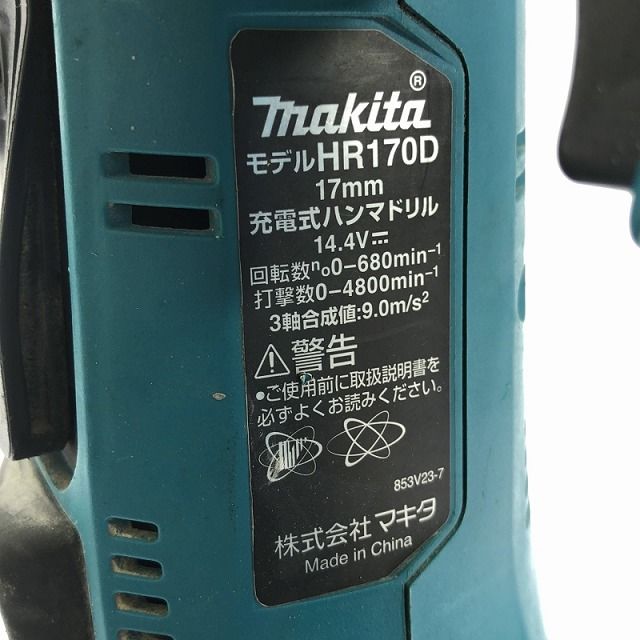 makita®
モデルHR170D
17mm
充電式ハンマドリル
14.4V⎓
回転数n₀0-680min⁻¹
打撃数0-4800min⁻¹
3軸合成値:9.0m/s²
⚠警告
●ご使用前に取扱説明書を
必ずよくお読みください。
853V23-7
株式会社マキタ
Made in China